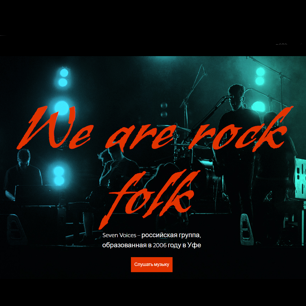 We are rock
folk
Seven Voices - российская группа,
образованная в 2006 году в Уфе
Слушать музыку